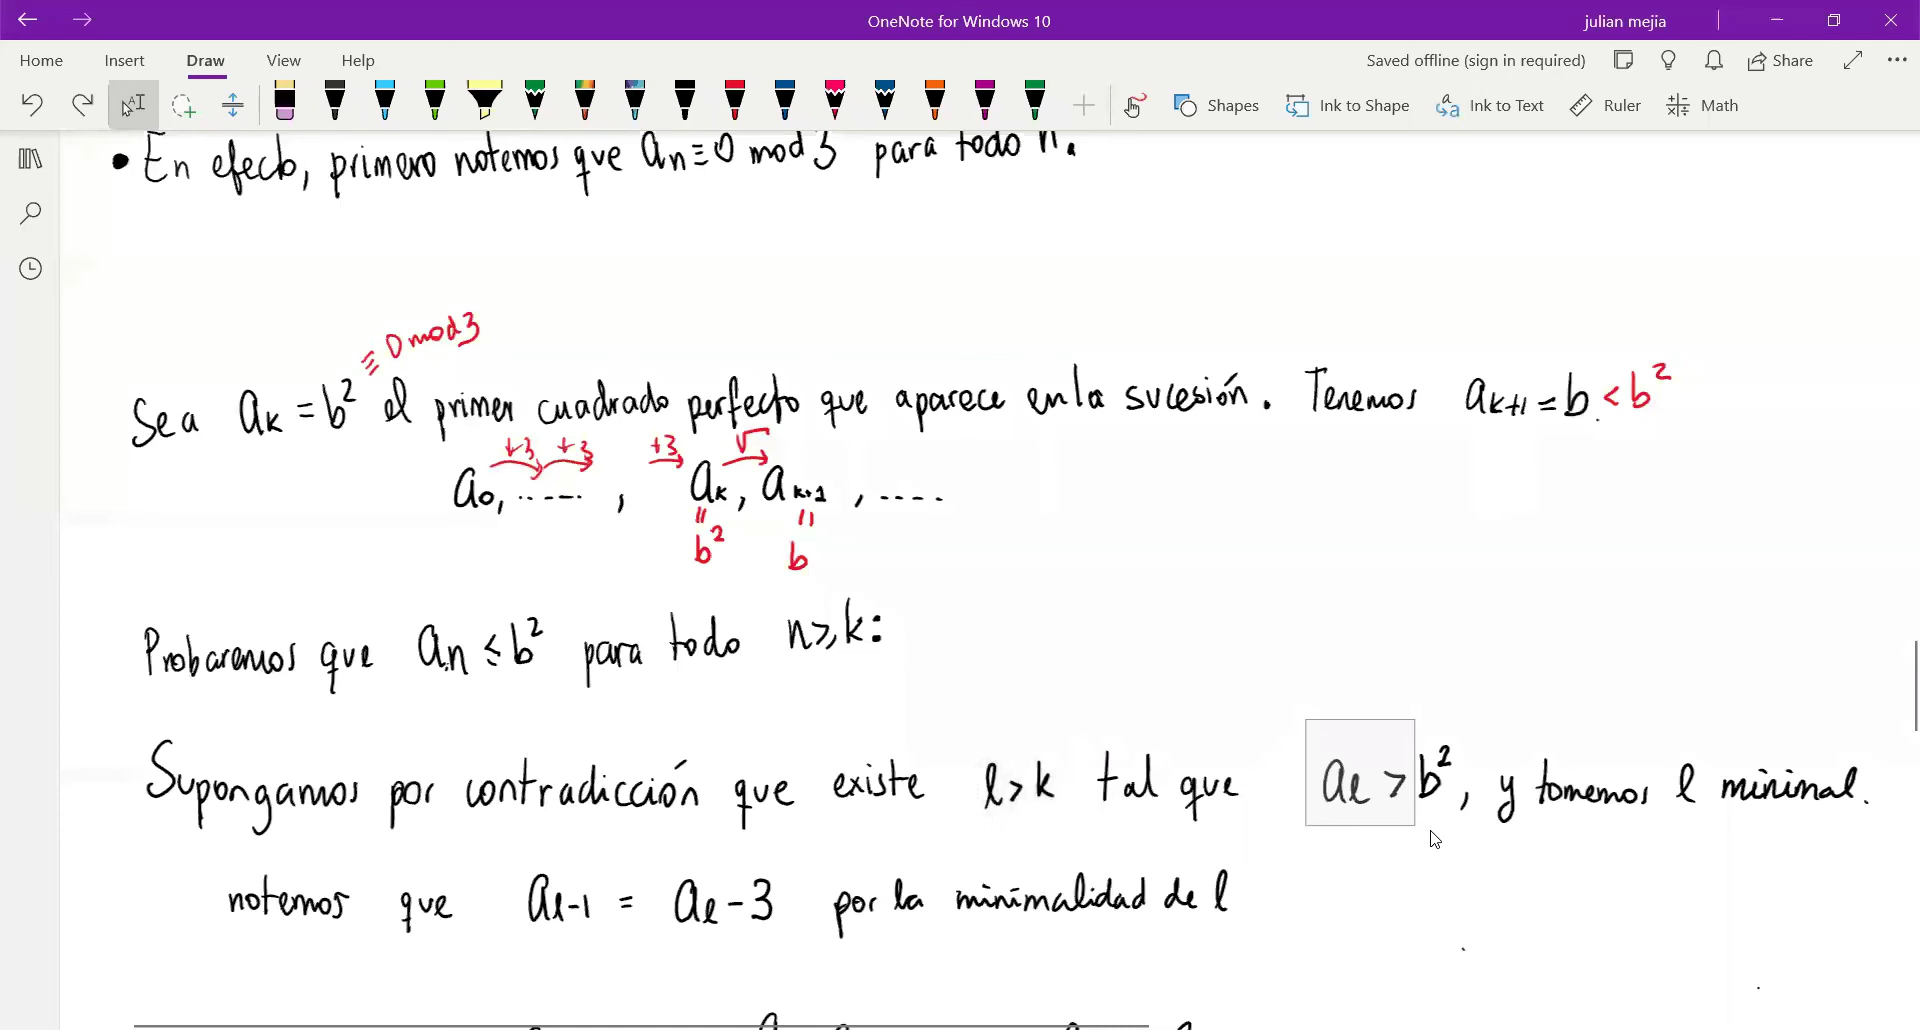 OneNote for Windows 10
julian mejia
Home Insert Draw View Help
Saved offline (sign in required) Share
Shapes Ink to Shape Ink to Text Ruler Math
• En efecto, primero notemos que an ≡ 0 mod 3 para todo n.
≡ 0 mod 3
Sea ak = b² el primer cuadrado perfecto que aparece en la sucesión. Tenemos ak+1 = b < b²
+3 +3 +3 √
a0, ......, ak, ak+1, ....
= =
b² b
Probaremos que an ≤ b² para todo n ≥ k:
Supongamos por contradicción que existe l > k tal que al > b², y tomemos l minimal.
notemos que al-1 = al - 3 por la minimalidad de l